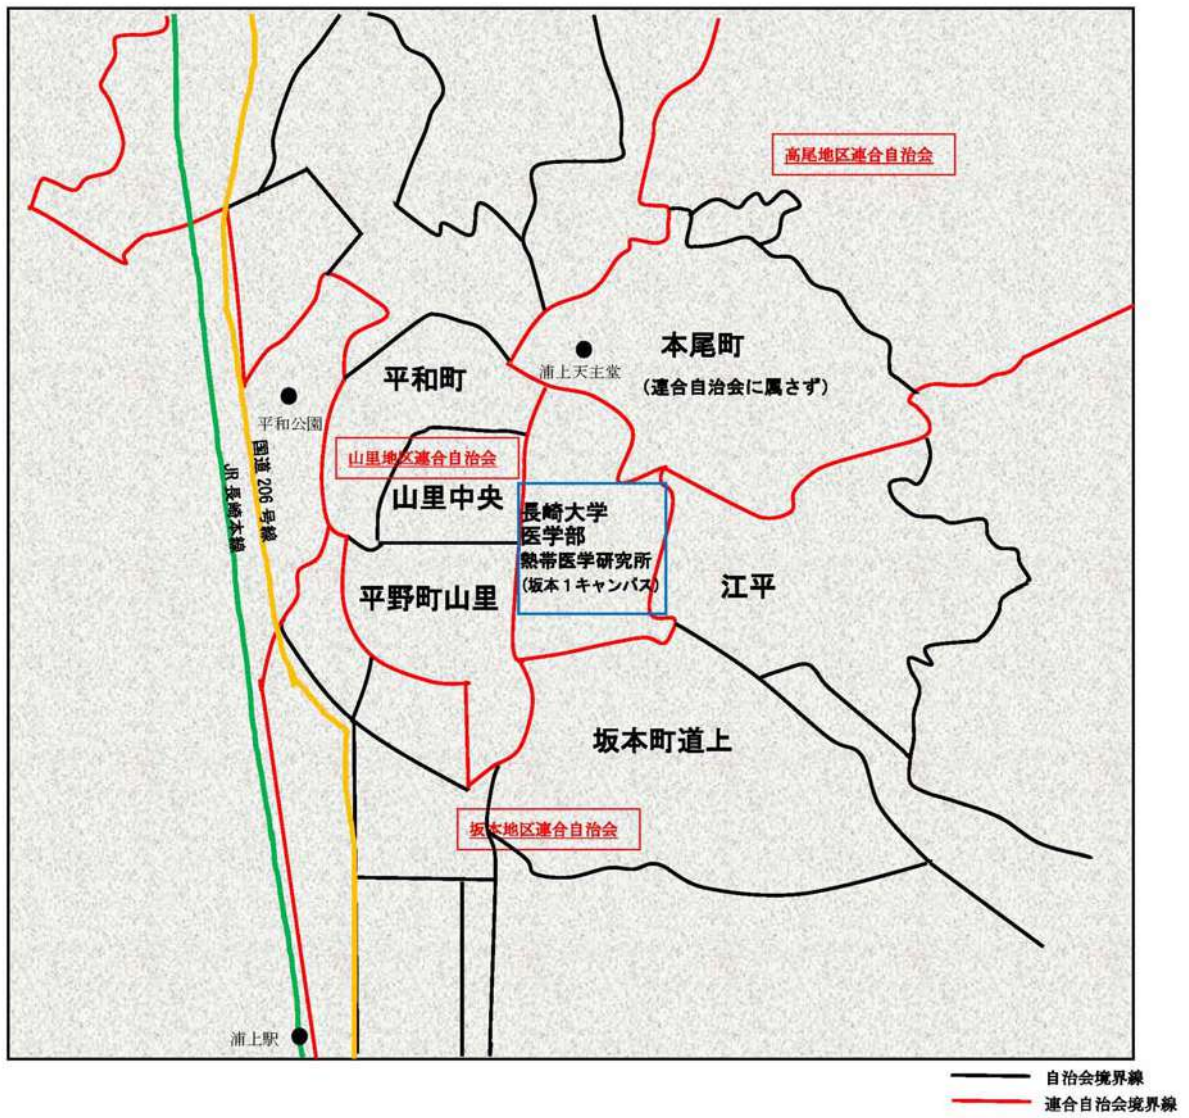 高尾地区連合自治会
本尾町
(連合自治会に属さず)
浦上天主堂
平和町
平和公園
国道 206 号線
JR 長崎本線
山里地区連合自治会
山里中央
長崎大学
医学部
熱帯医学研究所
(坂本１キャンパス)
江平
平野町山里
坂本町道上
坂本地区連合自治会
浦上駅
自治会境界線
連合自治会境界線